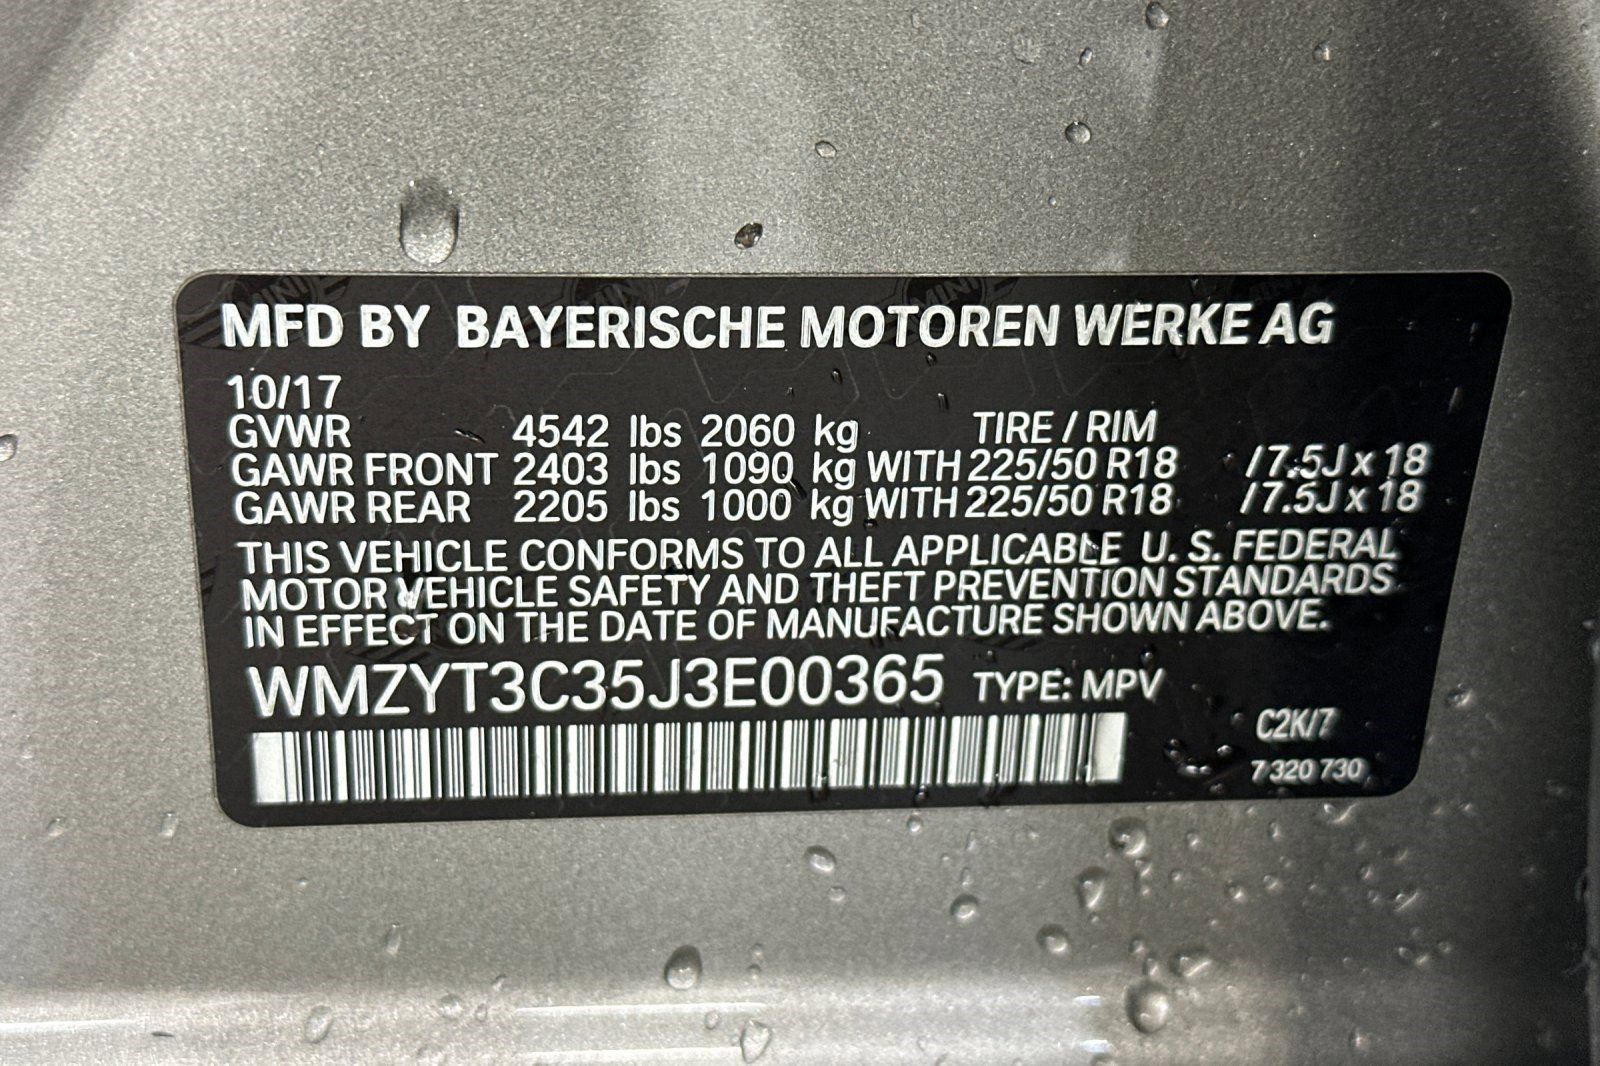 MFD BY BAYERISCHE MOTOREN WERKE AG
10/17
GVWR 4542 lbs 2060 kg TIRE / RIM
GAWR FRONT 2403 lbs 1090 kg WITH 225/50 R18 / 7.5J x 18
GAWR REAR 2205 lbs 1000 kg WITH 225/50 R18 / 7.5J x 18
THIS VEHICLE CONFORMS TO ALL APPLICABLE U. S. FEDERAL
MOTOR VEHICLE SAFETY AND THEFT PREVENTION STANDARDS
IN EFFECT ON THE DATE OF MANUFACTURE SHOWN ABOVE.
WMZYT3C35J3E00365 TYPE: MPV
C2K/7
7 320 730